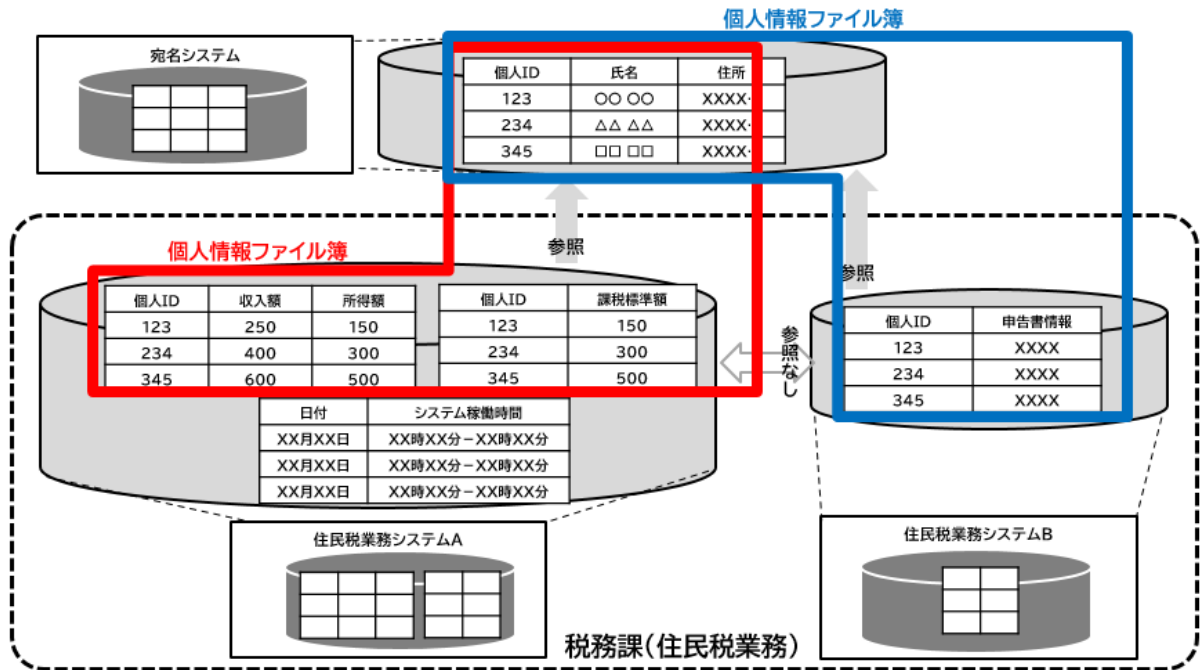 個人情報ファイル簿
宛名システム
個人ID 氏名 住所
123 〇〇 〇〇 XXXX・
234 △△ △△ XXXX・
345 □□ □□ XXXX・
個人情報ファイル簿
参照
参照
個人ID 収入額 所得額
123 250 150
234 400 300
345 600 500
個人ID 課税標準額
123 150
234 300
345 500
参照なし
個人ID 申告書情報
123 XXXX
234 XXXX
345 XXXX
日付 システム稼働時間
XX月XX日 XX時XX分－XX時XX分
XX月XX日 XX時XX分－XX時XX分
XX月XX日 XX時XX分－XX時XX分
住民税業務システムA
住民税業務システムB
税務課(住民税業務)